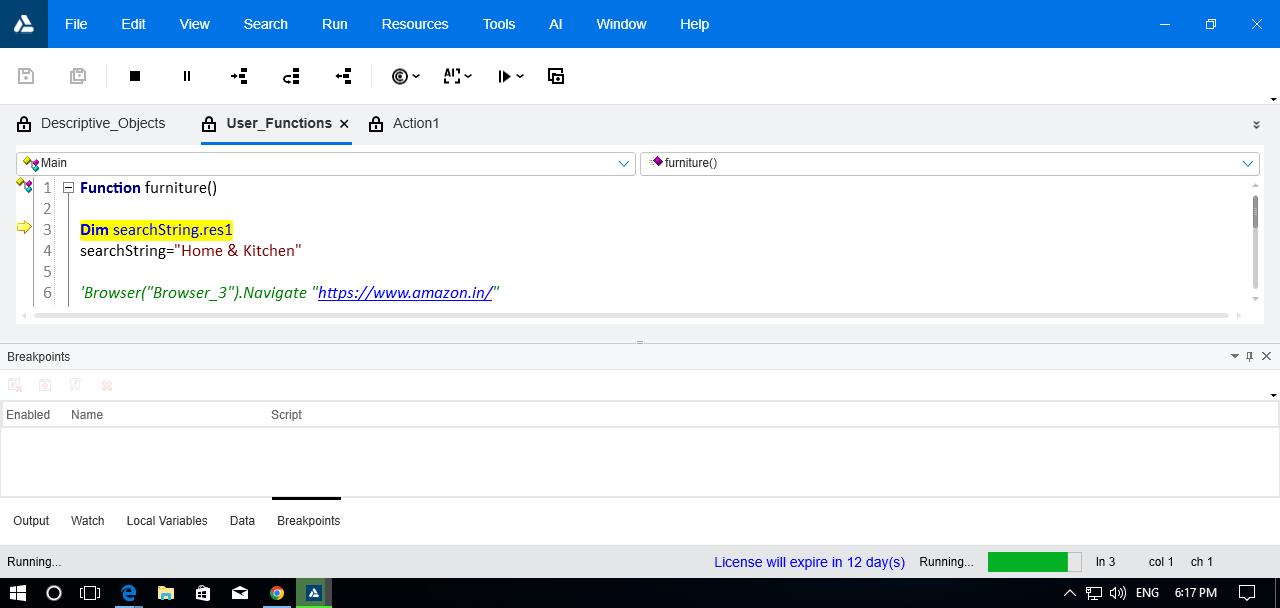 File Edit View Search Run Resources Tools AI Window Help
AI
Descriptive_Objects User_Functions Action1
Main furniture()
1 Function furniture()
2
3 Dim searchString.res1
4 searchString="Home & Kitchen"
5
6 'Browser("Browser_3").Navigate "https://www.amazon.in/"
Breakpoints
Enabled Name Script
Output Watch Local Variables Data Breakpoints
Running... License will expire in 12 day(s) Running... ln 3 col 1 ch 1
ENG 6:17 PM